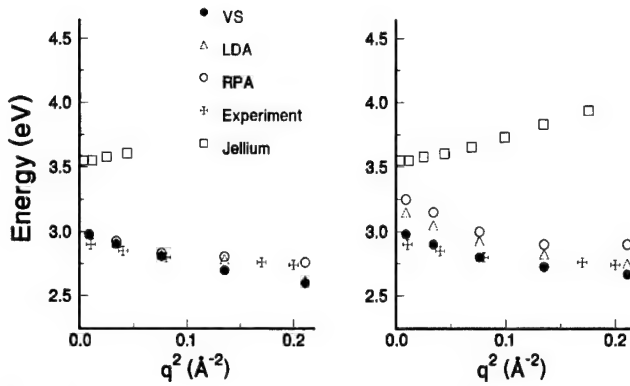 4.5
4.0
3.5
3.0
2.5
Energy (eV)
0.0
0.1
0.2
q² (Å⁻²)
VS
LDA
RPA
Experiment
Jellium
4.5
4.0
3.5
3.0
2.5
0.0
0.1
0.2
q² (Å⁻²)